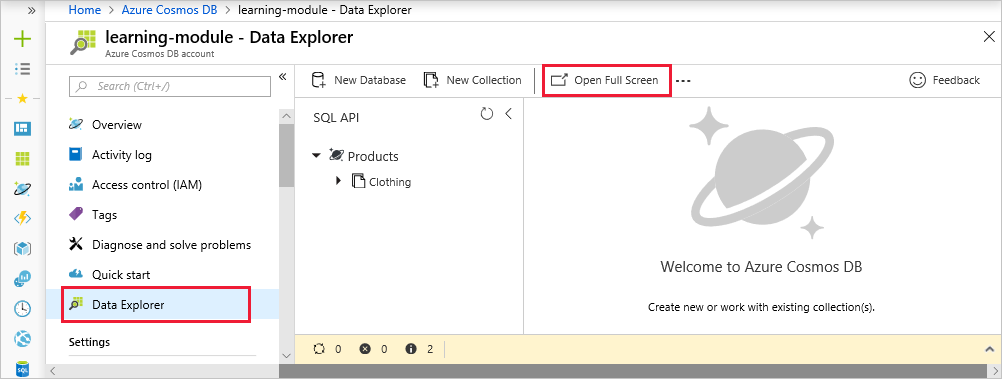 Home > Azure Cosmos DB > learning-module - Data Explorer
learning-module - Data Explorer
Azure Cosmos DB account
Search (Ctrl+/)
Overview
Activity log
Access control (IAM)
Tags
Diagnose and solve problems
Quick start
Data Explorer
Settings
New Database New Collection Open Full Screen ••• Feedback
SQL API
Products
Clothing
Welcome to Azure Cosmos DB
Create new or work with existing collection(s).
0 0 2
SQL